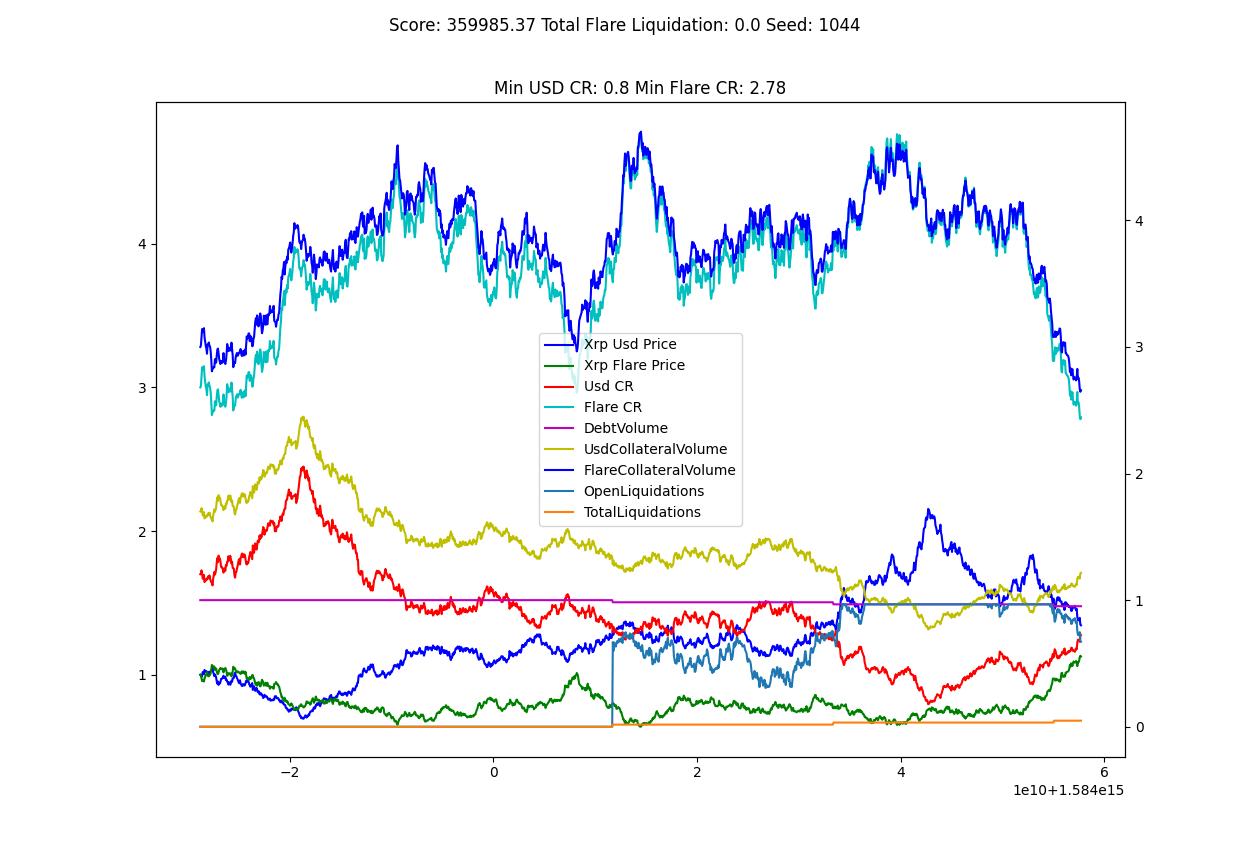 Score: 359985.37 Total Flare Liquidation: 0.0 Seed: 1044
Min USD CR: 0.8 Min Flare CR: 2.78
4
3
2
1
4
3
2
1
0
Xrp Usd Price
Xrp Flare Price
Usd CR
Flare CR
DebtVolume
UsdCollateralVolume
FlareCollateralVolume
OpenLiquidations
TotalLiquidations
−2 0 2 4 6
1e10+1.584e15